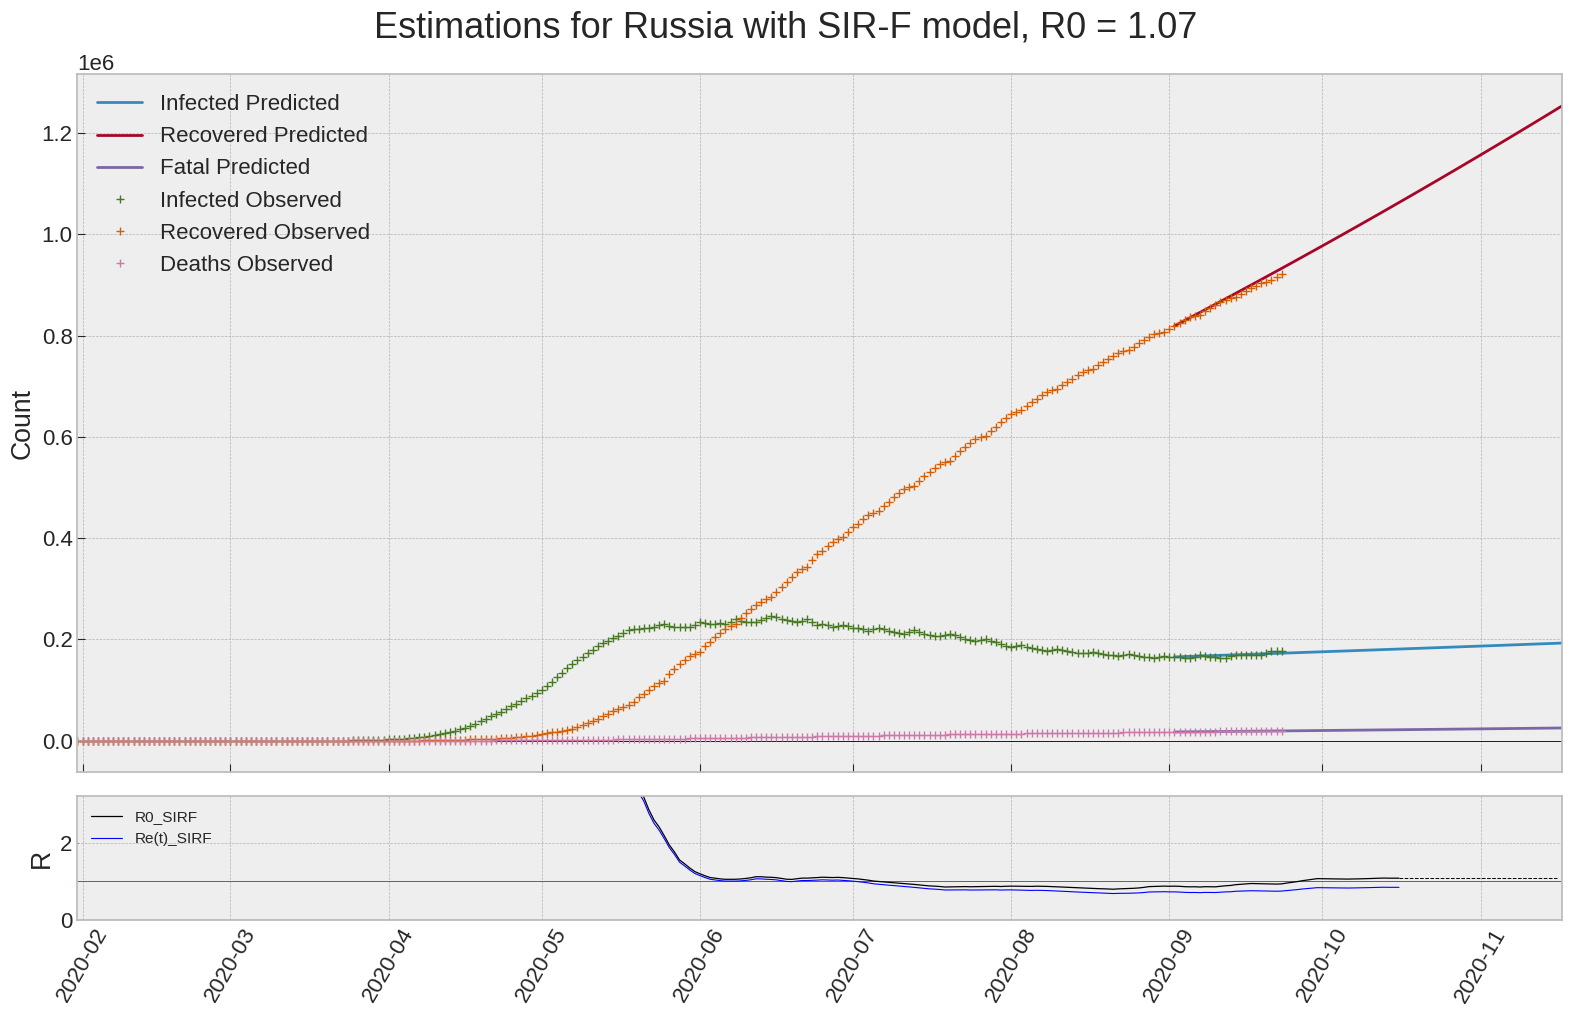 Estimations for Russia with SIR-F model, R0 = 1.07
1e6
Infected Predicted
Recovered Predicted
Fatal Predicted
Infected Observed
Recovered Observed
Deaths Observed
1.2
1.0
0.8
0.6
0.4
0.2
0.0
Count
R0_SIRF
Re(t)_SIRF
2
0
R
2020-02
2020-03
2020-04
2020-05
2020-06
2020-07
2020-08
2020-09
2020-10
2020-11